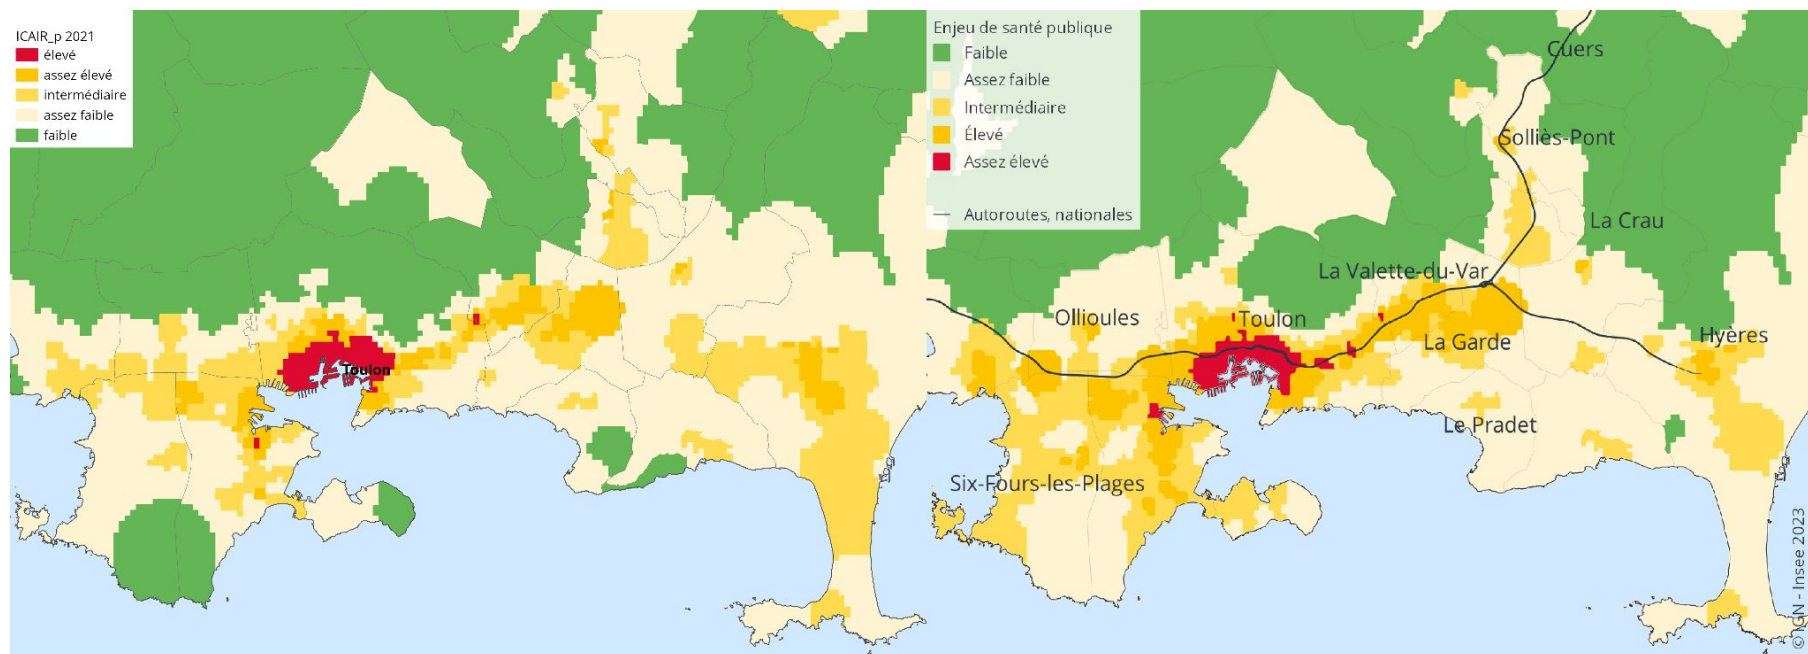 ICAIR_p 2021
élevé
assez élevé
intermédiaire
assez faible
faible
Toulon
Enjeu de santé publique
Faible
Assez faible
Intermédiaire
Élevé
Assez élevé
Autoroutes, nationales
Cuers
Solliès-Pont
La Crau
La Valette-du-Var
Ollioules
Toulon
La Garde
Hyères
Le Pradet
Six-Fours-les-Plages
© IGN - Insee 2023